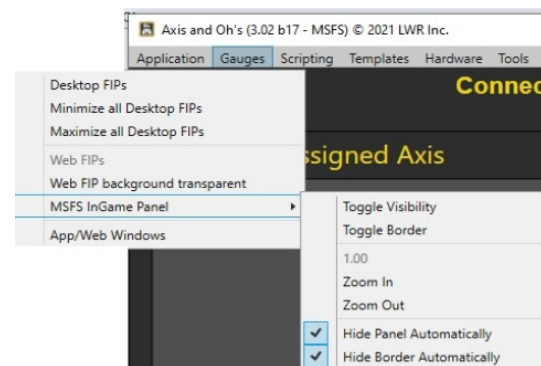 Axis and Oh's (3.02 b17 - MSFS) © 2021 LWR Inc.
Application Gauges Scripting Templates Hardware Tools
Desktop FIPs
Minimize all Desktop FIPs
Maximize all Desktop FIPs
Web FIPs
Web FIP background transparent
MSFS InGame Panel
App/Web Windows
Connec
ssigned Axis
Toggle Visibility
Toggle Border
1.00
Zoom In
Zoom Out
Hide Panel Automatically
Hide Border Automatically